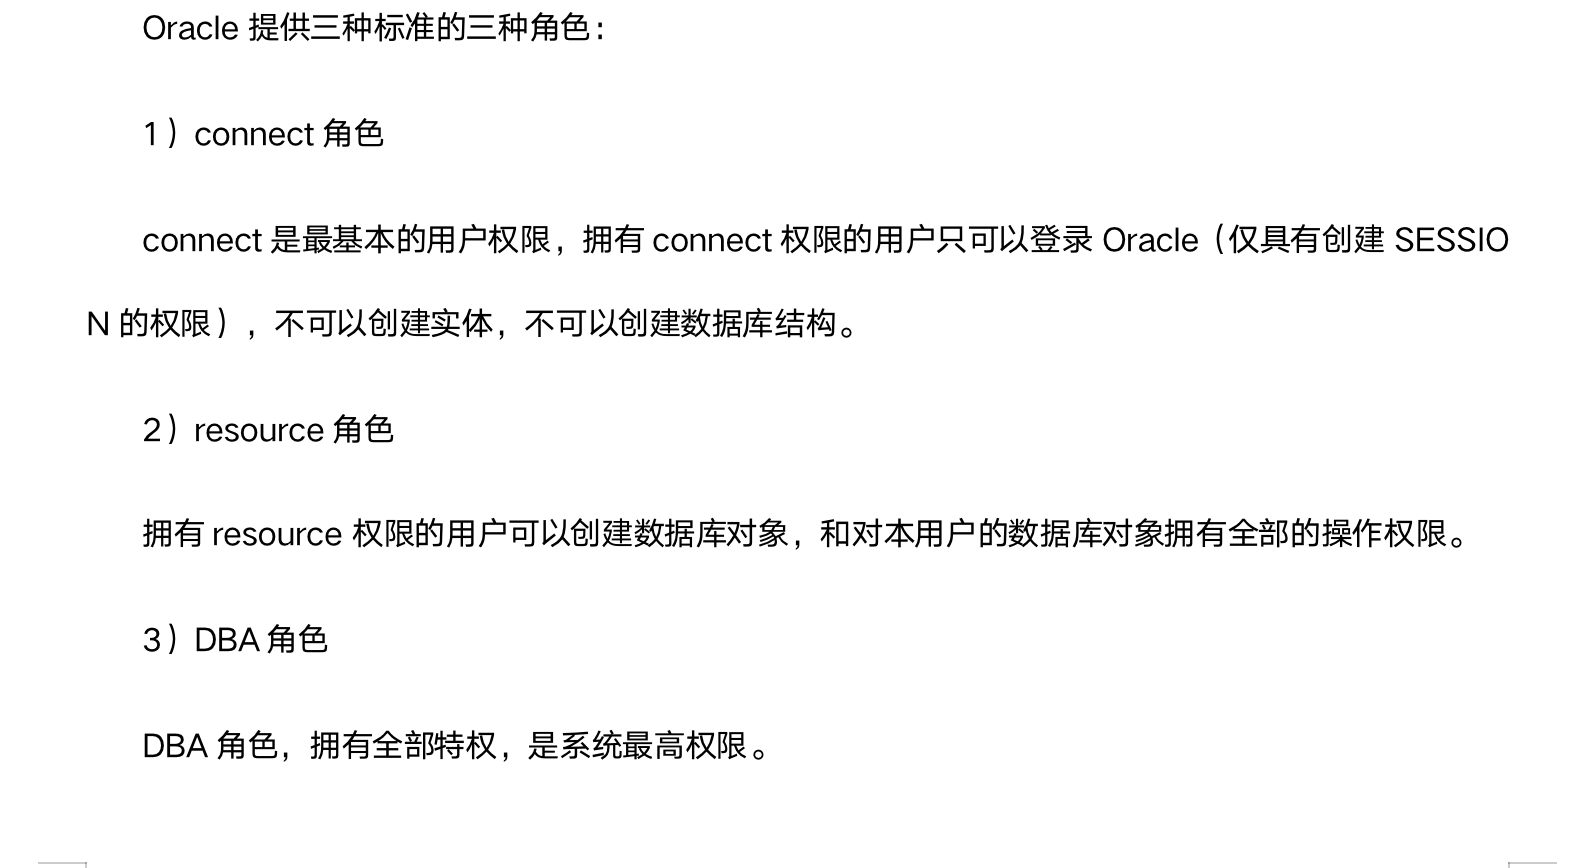 Oracle 提供三种标准的三种角色：
1）connect 角色
connect 是最基本的用户权限，拥有 connect 权限的用户只可以登录 Oracle（仅具有创建 SESSIO
N 的权限），不可以创建实体，不可以创建数据库结构。
2）resource 角色
拥有 resource 权限的用户可以创建数据库对象，和对本用户的数据库对象拥有全部的操作权限。
3）DBA 角色
DBA 角色，拥有全部特权，是系统最高权限。